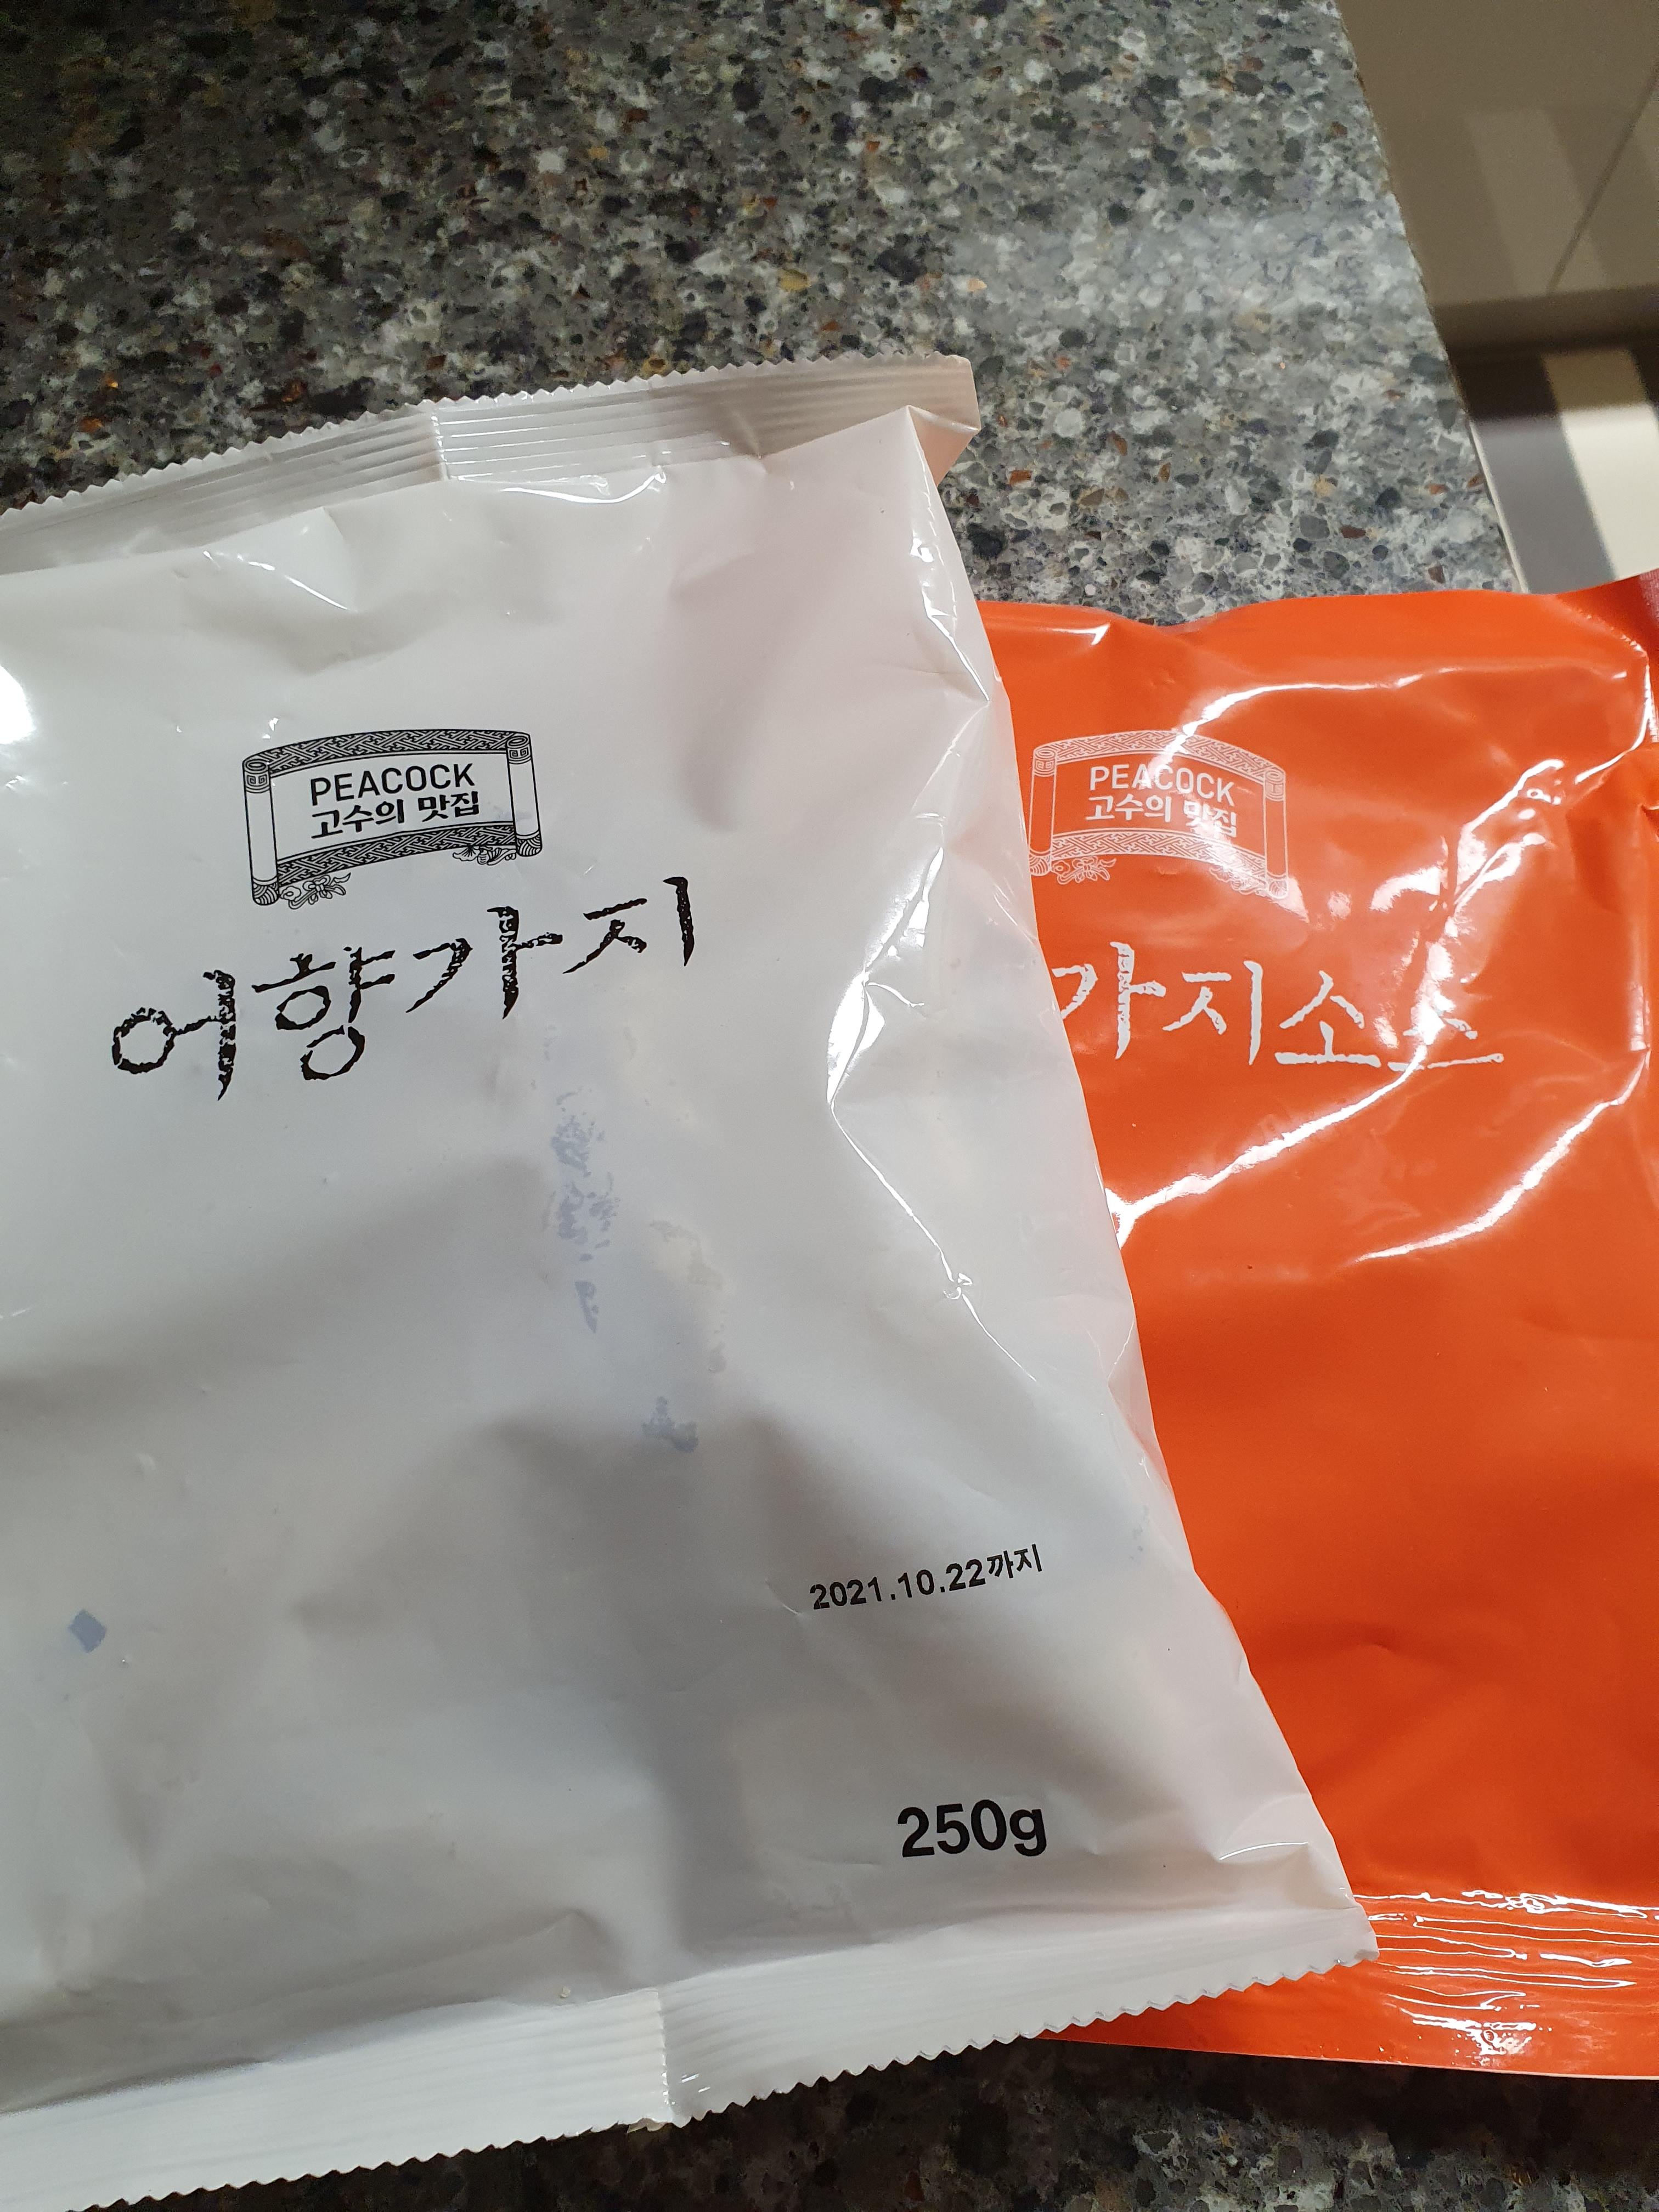 PEACOCK
고수의 맛집
어향가지
2021.10.22까지
250g
PEACOCK
고수의 맛집
가지소스